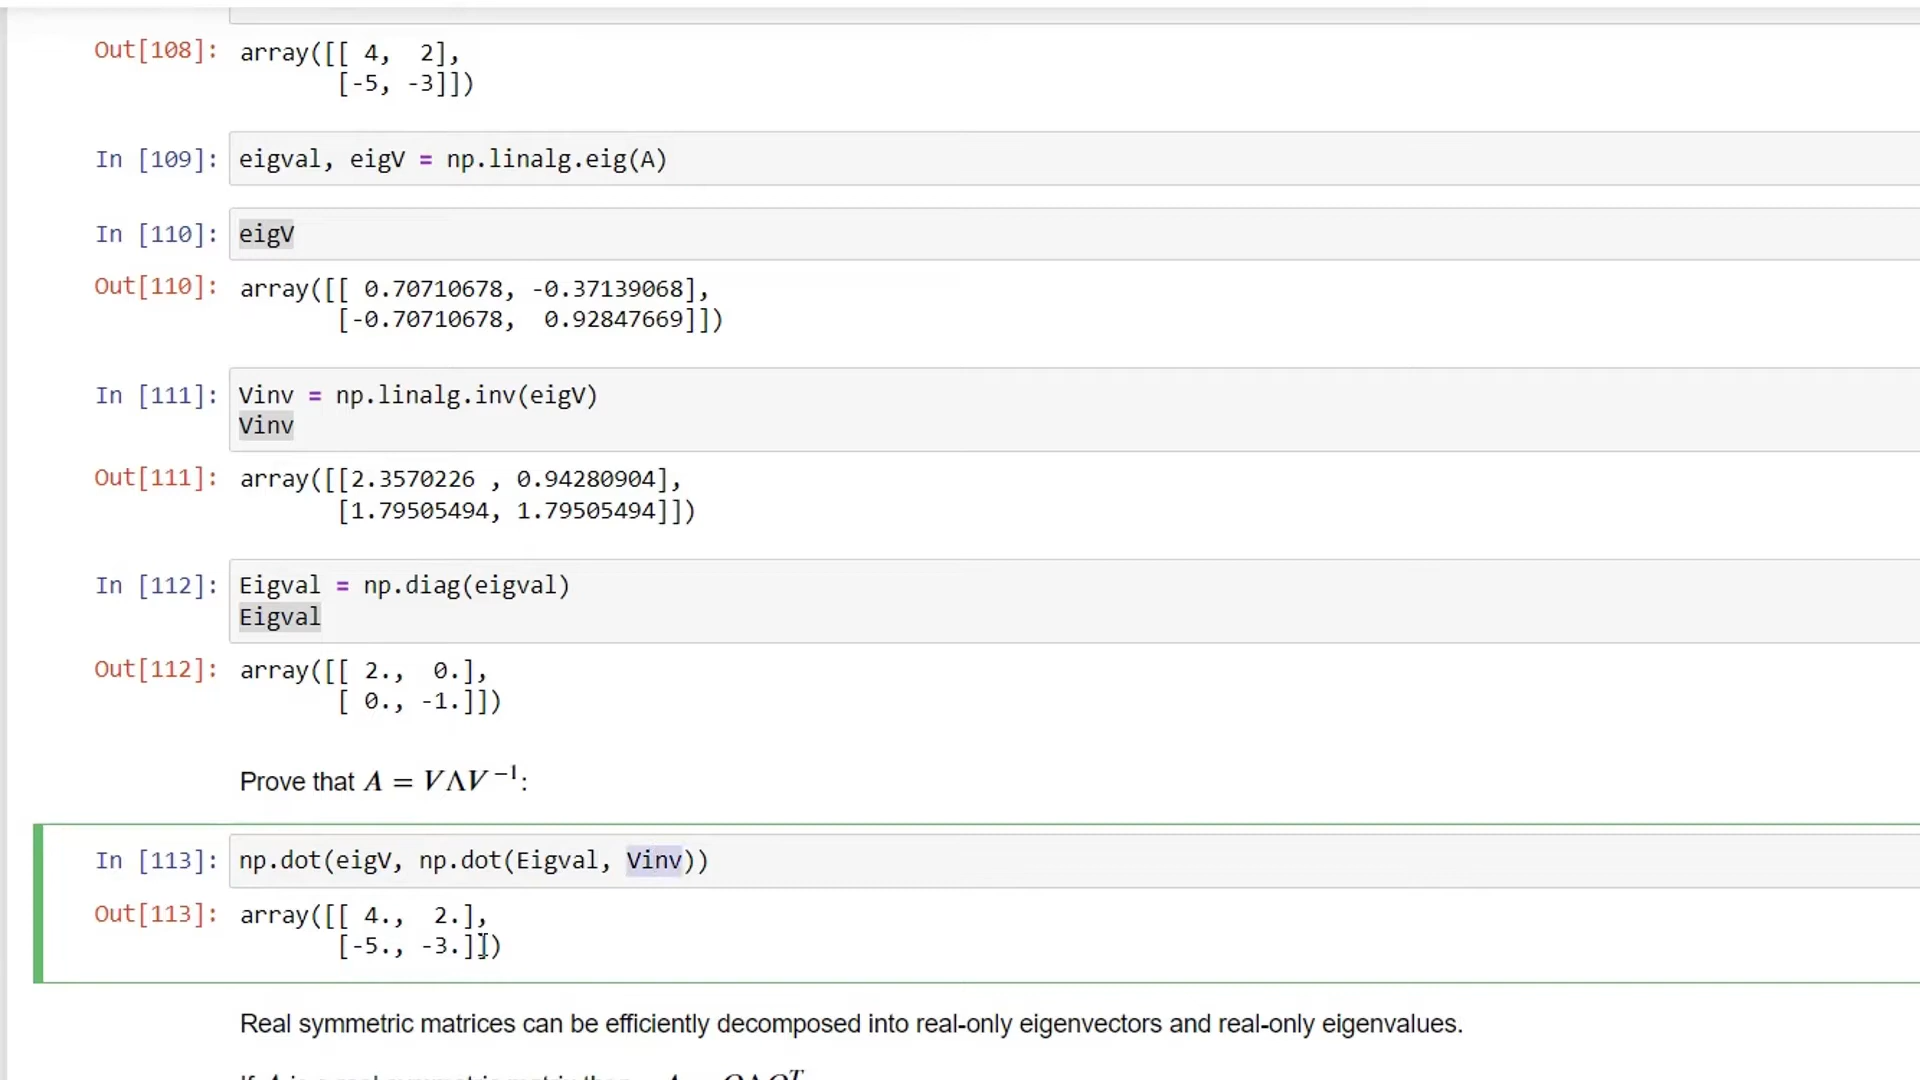 Out[108]: array([[ 4,  2],
       [-5, -3]])
In [109]: eigval, eigV = np.linalg.eig(A)
In [110]: eigV
Out[110]: array([[ 0.70710678, -0.37139068],
       [-0.70710678,  0.92847669]])
In [111]: Vinv = np.linalg.inv(eigV)
Vinv
Out[111]: array([[2.3570226 , 0.94280904],
       [1.79505494, 1.79505494]])
In [112]: Eigval = np.diag(eigval)
Eigval
Out[112]: array([[ 2.,  0.],
       [ 0., -1.]])
Prove that A = VΛV⁻¹:
In [113]: np.dot(eigV, np.dot(Eigval, Vinv))
Out[113]: array([[ 4.,  2.],
       [-5., -3.]])
Real symmetric matrices can be efficiently decomposed into real-only eigenvectors and real-only eigenvalues.